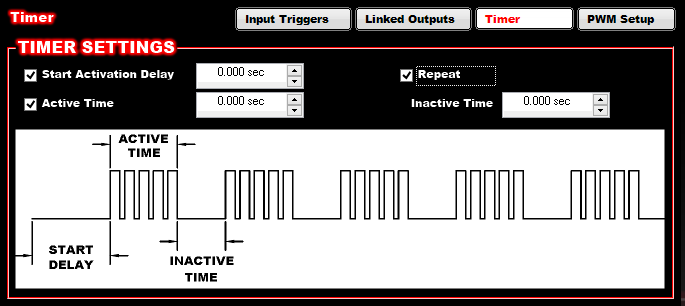 Timer
Input Triggers
Linked Outputs
Timer
PWM Setup
TIMER SETTINGS
Start Activation Delay
0.000 sec
Repeat
Active Time
0.000 sec
Inactive Time
0.000 sec
ACTIVE
TIME
START
DELAY
INACTIVE
TIME